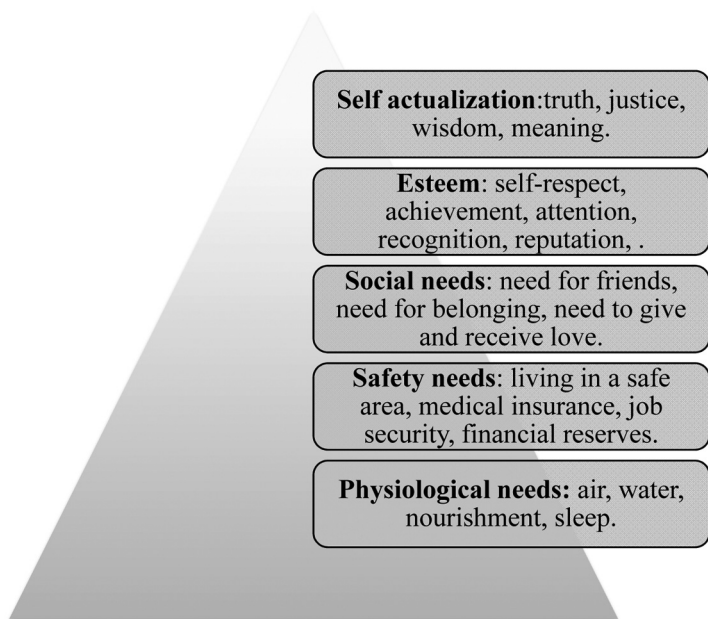 Self actualization:truth, justice,
wisdom, meaning.
Esteem: self-respect,
achievement, attention,
recognition, reputation, .
Social needs: need for friends,
need for belonging, need to give
and receive love.
Safety needs: living in a safe
area, medical insurance, job
security, financial reserves.
Physiological needs: air, water,
nourishment, sleep.